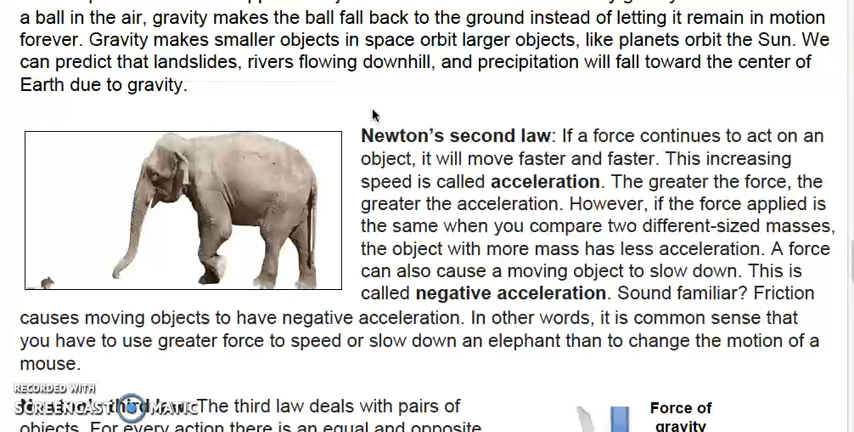 a ball in the air, gravity makes the ball fall back to the ground instead of letting it remain in motion
forever. Gravity makes smaller objects in space orbit larger objects, like planets orbit the Sun. We
can predict that landslides, rivers flowing downhill, and precipitation will fall toward the center of
Earth due to gravity.
Newton's second law: If a force continues to act on an
object, it will move faster and faster. This increasing
speed is called acceleration. The greater the force, the
greater the acceleration. However, if the force applied is
the same when you compare two different-sized masses,
the object with more mass has less acceleration. A force
can also cause a moving object to slow down. This is
called negative acceleration. Sound familiar? Friction
causes moving objects to have negative acceleration. In other words, it is common sense that
you have to use greater force to speed or slow down an elephant than to change the motion of a
mouse.
RECORDED WITH
SCREENCAST MATIC
third law: The third law deals with pairs of
objects. For every action there is an equal and opposite
Force of
gravity